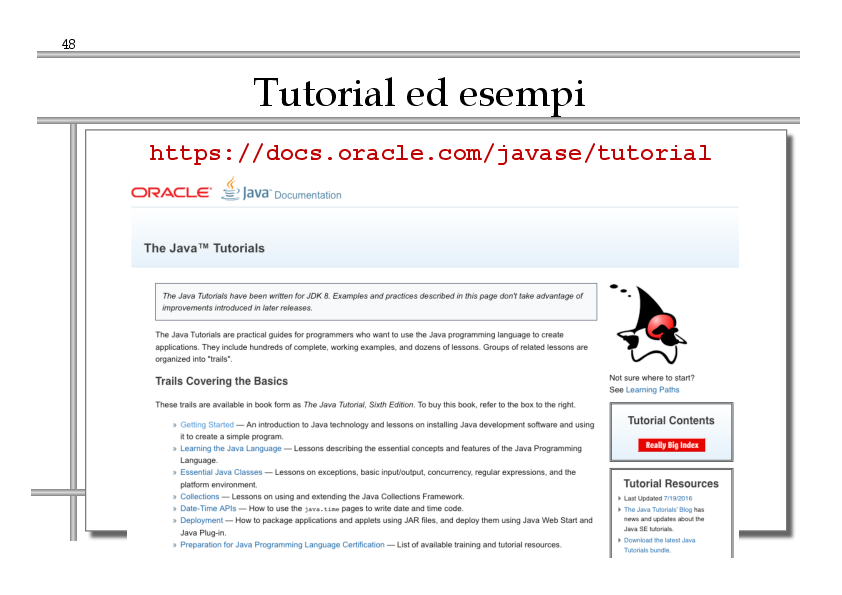 48
Tutorial ed esempi
https://docs.oracle.com/javase/tutorial
ORACLE Java™ Documentation
The Java™ Tutorials
The Java Tutorials have been written for JDK 8. Examples and practices described in this page don't take advantage of
improvements introduced in later releases.
The Java Tutorials are practical guides for programmers who want to use the Java programming language to create
applications. They include hundreds of complete, working examples, and dozens of lessons. Groups of related lessons are
organized into "trails".
Trails Covering the Basics
These trails are available in book form as The Java Tutorial, Sixth Edition. To buy this book, refer to the box to the right.
» Getting Started — An introduction to Java technology and lessons on installing Java development software and using
it to create a simple program.
» Learning the Java Language — Lessons describing the essential concepts and features of the Java Programming
Language.
» Essential Java Classes — Lessons on exceptions, basic input/output, concurrency, regular expressions, and the
platform environment.
» Collections — Lessons on using and extending the Java Collections Framework.
» Date-Time APIs — How to use the java.time pages to write date and time code.
» Deployment — How to package applications and applets using JAR files, and deploy them using Java Web Start and
Java Plug-in.
» Preparation for Java Programming Language Certification — List of available training and tutorial resources.
Not sure where to start?
See Learning Paths
Tutorial Contents
Really Big Index
Tutorial Resources
Last Updated 7/19/2016
The Java Tutorials' Blog has
news and updates about the
Java SE tutorials.
Download the latest Java
Tutorials bundle.